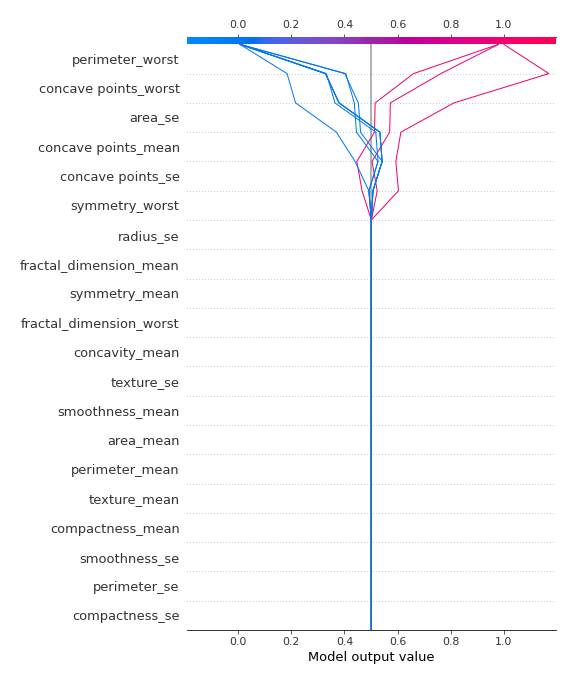 0.0 0.2 0.4 0.6 0.8 1.0
perimeter_worst
concave points_worst
area_se
concave points_mean
concave points_se
symmetry_worst
radius_se
fractal_dimension_mean
symmetry_mean
fractal_dimension_worst
concavity_mean
texture_se
smoothness_mean
area_mean
perimeter_mean
texture_mean
compactness_mean
smoothness_se
perimeter_se
compactness_se
0.0 0.2 0.4 0.6 0.8 1.0
Model output value